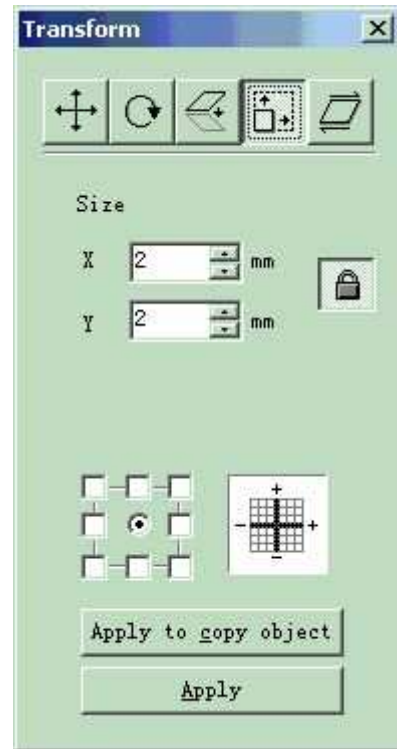 Transform
Size
X 2 mm
Y 2 mm
Apply to copy object
Apply